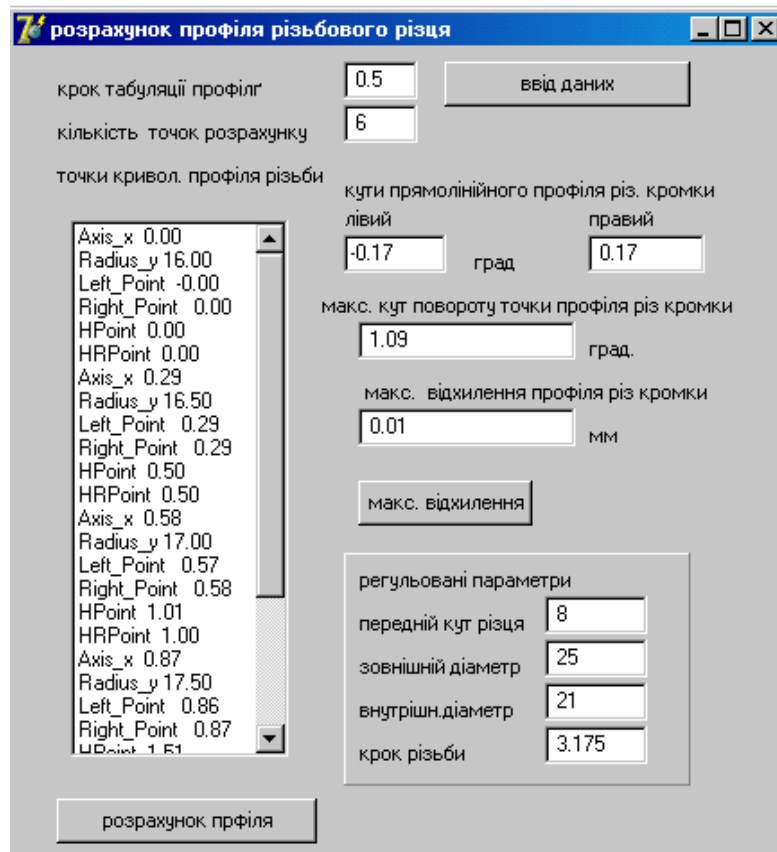 розрахунок профіля різьбового різця
крок табуляції профілґ 0.5 ввід даних
кількість точок розрахунку 6
точки кривол. профіля різьби
кути прямолінійного профіля різ. кромки
лівий правий
-0.17 град 0.17
макс. кут повороту точки профіля різ кромки
1.09 град.
макс. відхилення профіля різ кромки
0.01 мм
макс. відхилення
Axis_x 0.00
Radius_y 16.00
Left_Point -0.00
Right_Point 0.00
HPoint 0.00
HRPoint 0.00
Axis_x 0.29
Radius_y 16.50
Left_Point 0.29
Right_Point 0.29
HPoint 0.50
HRPoint 0.50
Axis_x 0.58
Radius_y 17.00
Left_Point 0.57
Right_Point 0.58
HPoint 1.01
HRPoint 1.00
Axis_x 0.87
Radius_y 17.50
Left_Point 0.86
Right_Point 0.87
HPoint 1.51
регульовані параметри
передній кут різця 8
зовнішній діаметр 25
внутрішн.діаметр 21
крок різьби 3.175
розрахунок прфіля